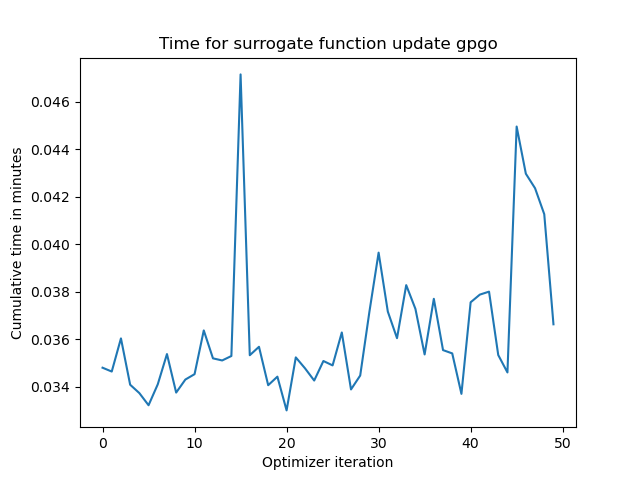 Time for surrogate function update gpgo
Cumulative time in minutes
0.046
0.044
0.042
0.040
0.038
0.036
0.034
0 10 20 30 40 50
Optimizer iteration